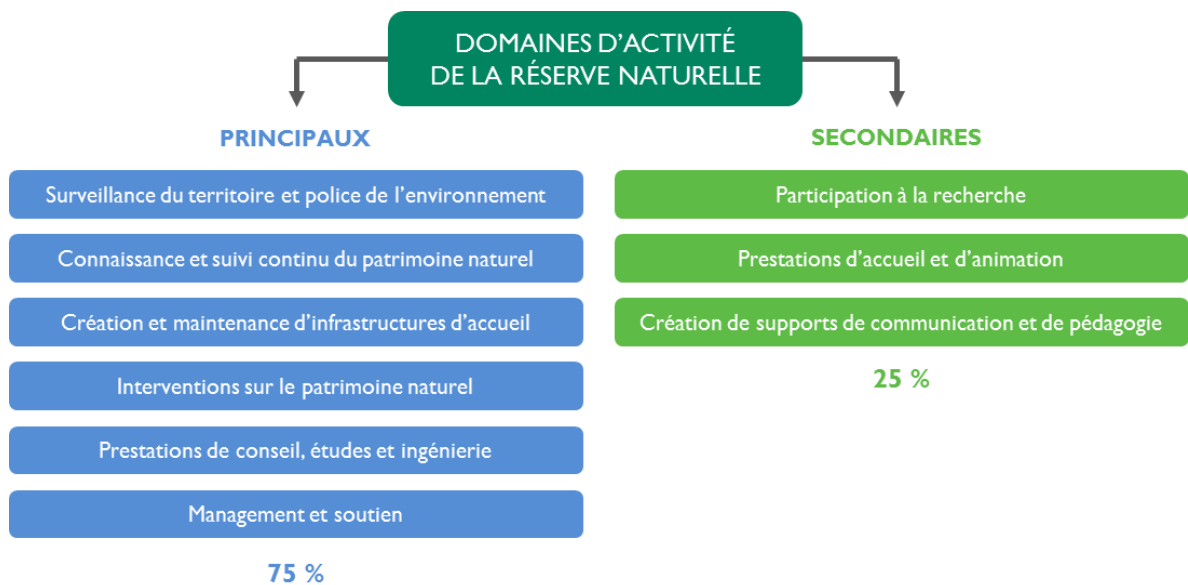 DOMAINES D’ACTIVITÉ
DE LA RÉSERVE NATURELLE
PRINCIPAUX
Surveillance du territoire et police de l’environnement
Connaissance et suivi continu du patrimoine naturel
Création et maintenance d’infrastructures d’accueil
Interventions sur le patrimoine naturel
Prestations de conseil, études et ingénierie
Management et soutien
75 %
SECONDAIRES
Participation à la recherche
Prestations d’accueil et d’animation
Création de supports de communication et de pédagogie
25 %